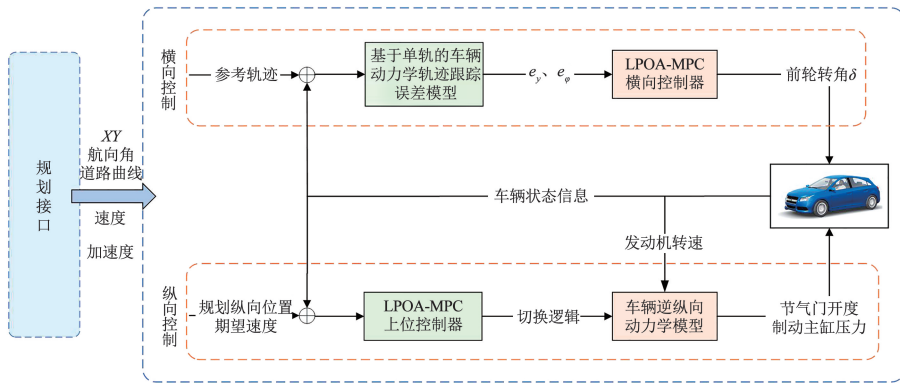 规划接口
XY
航向角
道路曲线
速度
加速度
横向控制
参考轨迹
基于单轨的车辆
动力学轨迹跟踪
误差模型
e_y、e_φ
LPOA-MPC
横向控制器
前轮转角δ
车辆状态信息
发动机转速
纵向控制
规划纵向位置
期望速度
LPOA-MPC
上位控制器
切换逻辑
车辆逆纵向
动力学模型
节气门开度
制动主缸压力